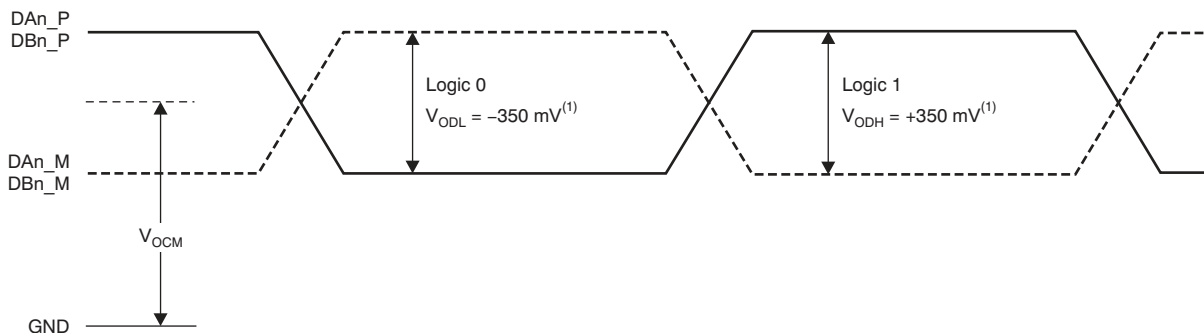 DAn_P
DBn_P
Logic 0
V_ODL = −350 mV(1)
Logic 1
V_ODH = +350 mV(1)
DAn_M
DBn_M
V_OCM
GND